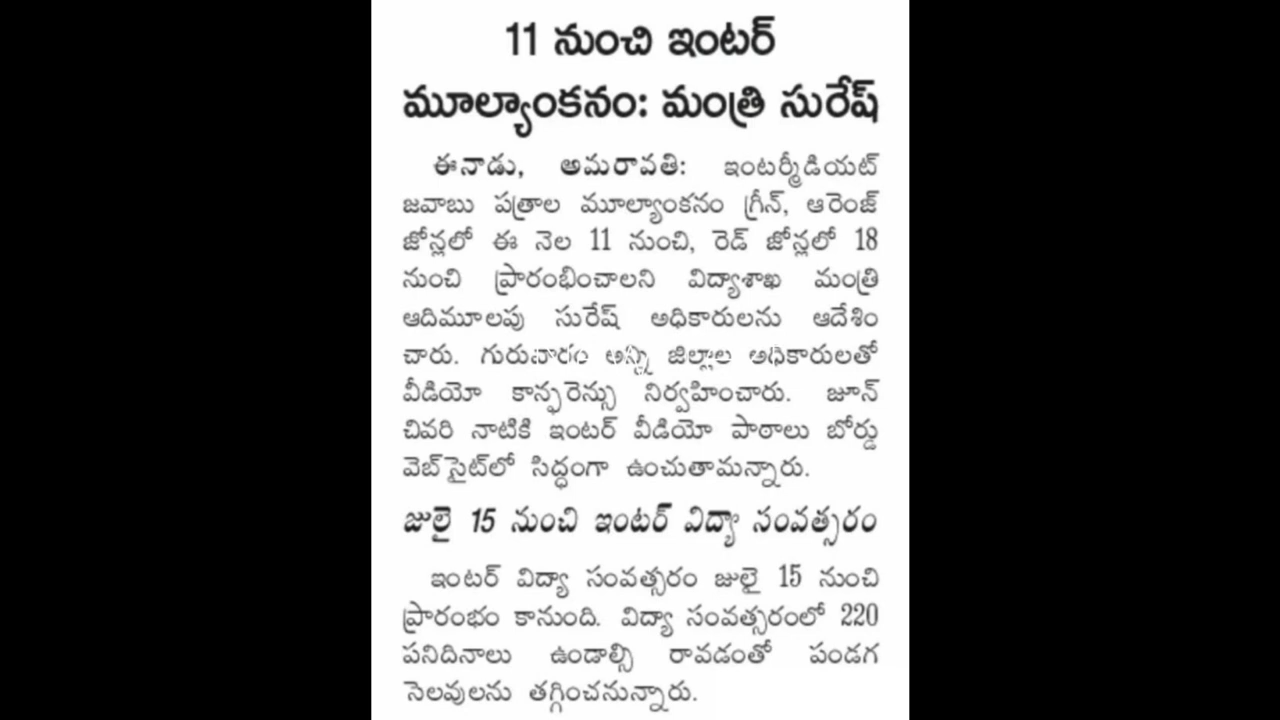 11 నుంచి ఇంటర్
మూల్యాంకనం: మంత్రి సురేష్
ఈనాడు, అమరావతి: ఇంటర్మీడియట్
జవాబు పత్రాల మూల్యాంకనం గ్రీన్, ఆరెంజ్
జోన్లలో ఈ నెల 11 నుంచి, రెడ్ జోన్లలో 18
నుంచి ప్రారంభించాలని విద్యాశాఖ మంత్రి
ఆదిమూలపు సురేష్ అధికారులను ఆదేశిం
చారు. గురువారం అన్ని జిల్లాల అధికారులతో
వీడియో కాన్ఫరెన్సు నిర్వహించారు. జూన్
చివరి నాటికి ఇంటర్ వీడియో పాఠాలు బోర్డు
వెబ్‌సైట్‌లో సిద్ధంగా ఉంచుతామన్నారు.
జులై 15 నుంచి ఇంటర్ విద్యా సంవత్సరం
ఇంటర్ విద్యా సంవత్సరం జులై 15 నుంచి
ప్రారంభం కానుంది. విద్యా సంవత్సరంలో 220
పనిదినాలు ఉండాల్సి రావడంతో పండగ
సెలవులను తగ్గించనున్నారు.